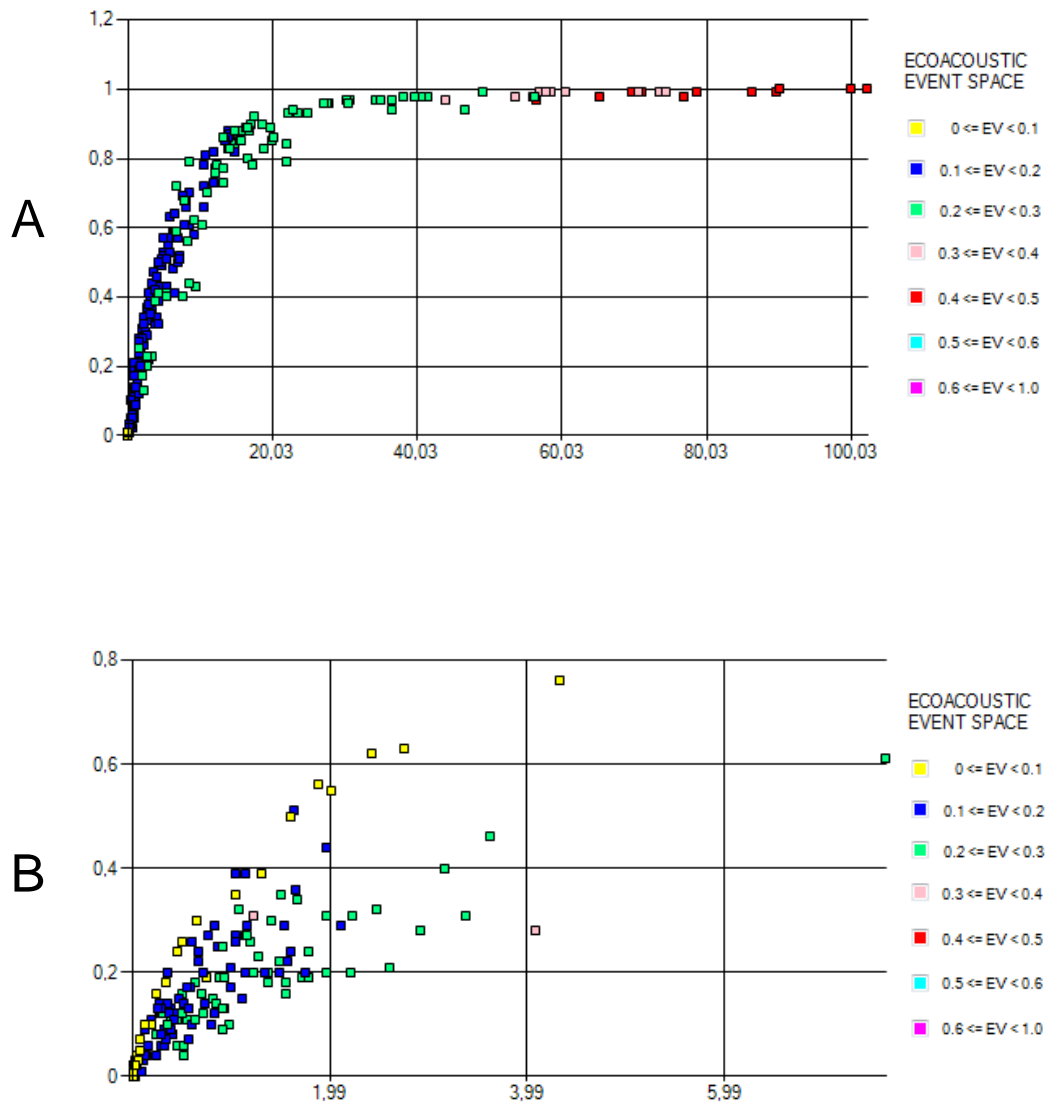 1,2
1
0,8
0,6
0,4
0,2
0
20,03 40,03 60,03 80,03 100,03
A
ECOACOUSTIC
EVENT SPACE
0 <= EV < 0.1
0.1 <= EV < 0.2
0.2 <= EV < 0.3
0.3 <= EV < 0.4
0.4 <= EV < 0.5
0.5 <= EV < 0.6
0.6 <= EV < 1.0
0.8
0,6
0,4
0,2
0
1,99 3,99 5,99
B
ECOACOUSTIC
EVENT SPACE
0 <= EV < 0.1
0.1 <= EV < 0.2
0.2 <= EV < 0.3
0.3 <= EV < 0.4
0.4 <= EV < 0.5
0.5 <= EV < 0.6
0.6 <= EV < 1.0